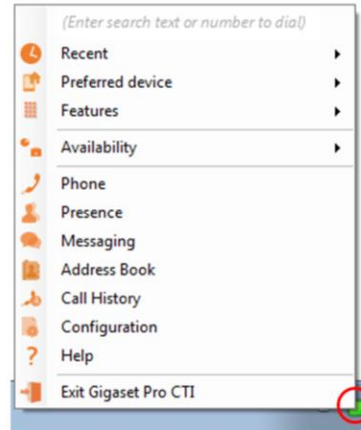 (Enter search text or number to dial)
Recent
Preferred device
Features
Availability
Phone
Presence
Messaging
Address Book
Call History
Configuration
? Help
Exit Gigaset Pro CTI